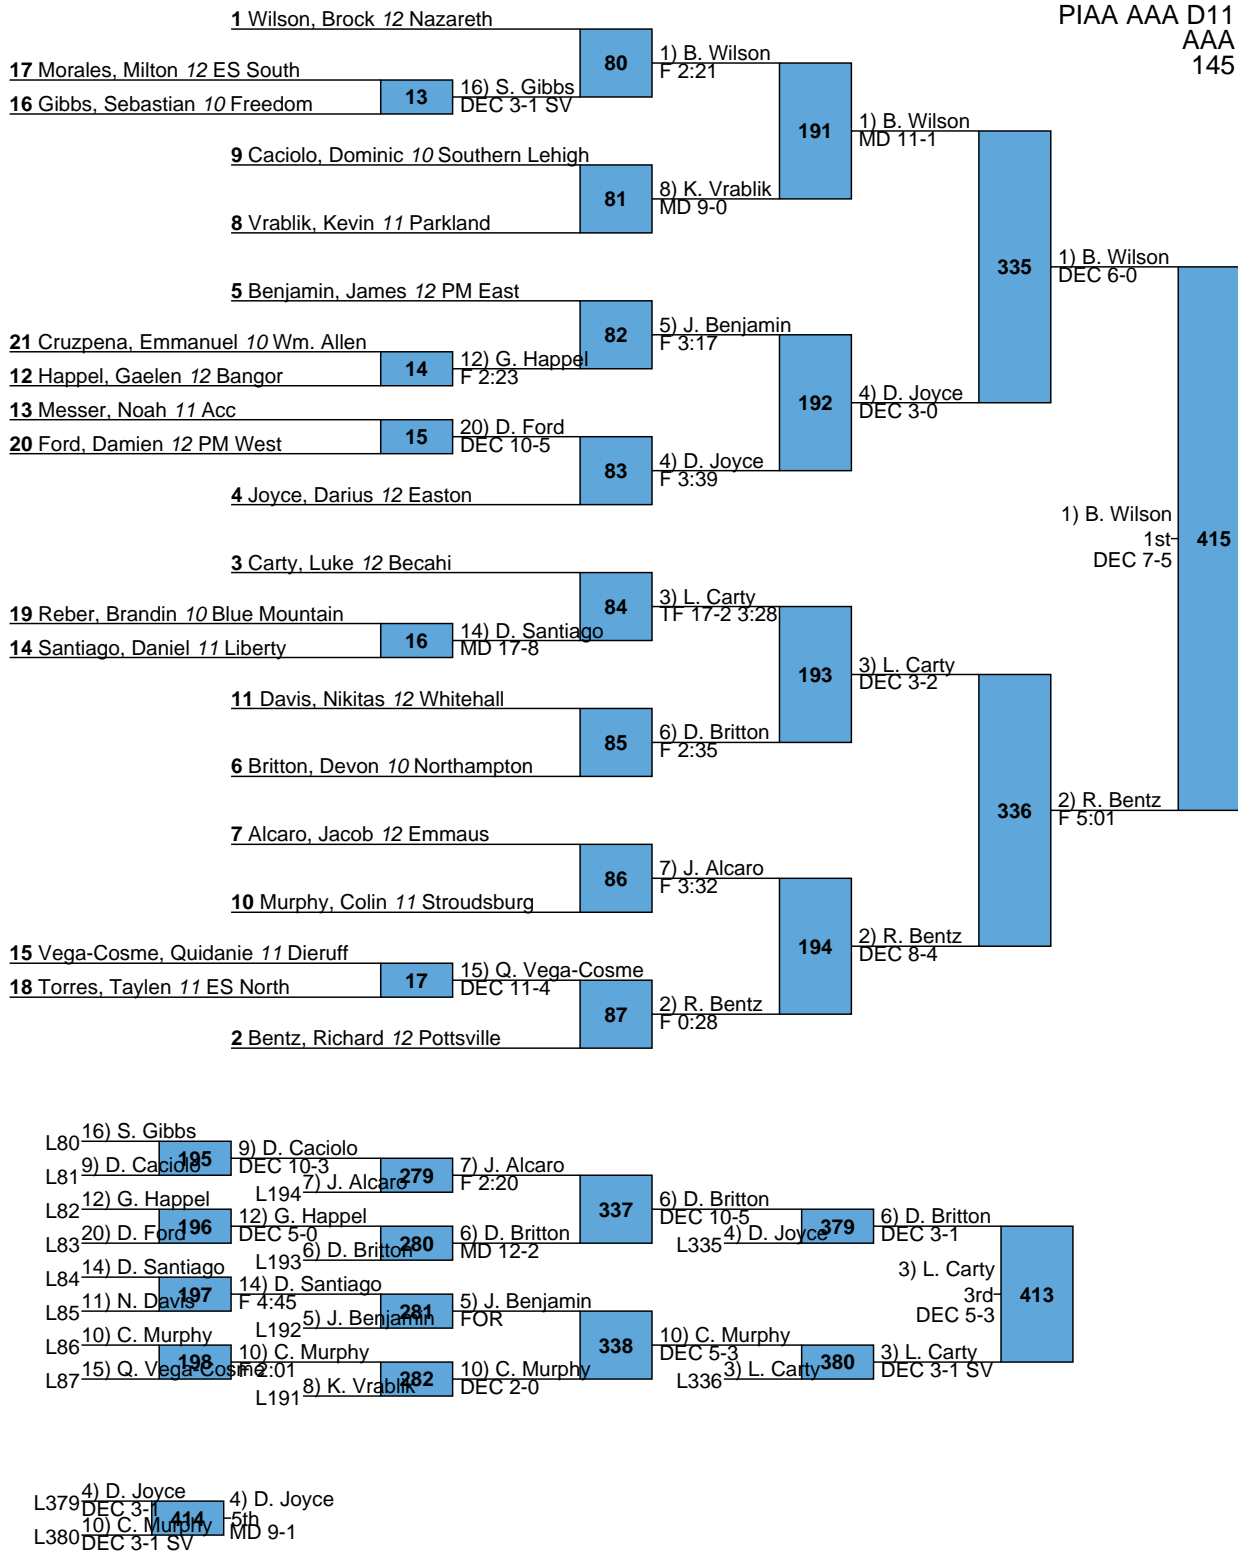 PIAA AAA D11
AAA
145
1 Wilson, Brock 12 Nazareth
80
1) B. Wilson
F 2:21
17 Morales, Milton 12 ES South
13
16) S. Gibbs
DEC 3-1 SV
16 Gibbs, Sebastian 10 Freedom
191
1) B. Wilson
MD 11-1
9 Caciolo, Dominic 10 Southern Lehigh
81
8) K. Vrablik
MD 9-0
8 Vrablik, Kevin 11 Parkland
335
1) B. Wilson
DEC 6-0
5 Benjamin, James 12 PM East
82
5) J. Benjamin
F 3:17
21 Cruzpena, Emmanuel 10 Wm. Allen
14
12) G. Happel
F 2:23
12 Happel, Gaelen 12 Bangor
192
4) D. Joyce
DEC 3-0
13 Messer, Noah 11 Acc
15
20) D. Ford
DEC 10-5
20 Ford, Damien 12 PM West
83
4) D. Joyce
F 3:39
4 Joyce, Darius 12 Easton
1) B. Wilson
1st
DEC 7-5
415
3 Carty, Luke 12 Becahi
84
3) L. Carty
TF 17-2 3:28
19 Reber, Brandin 10 Blue Mountain
16
14) D. Santiago
MD 17-8
14 Santiago, Daniel 11 Liberty
193
3) L. Carty
DEC 3-2
11 Davis, Nikitas 12 Whitehall
85
6) D. Britton
F 2:35
6 Britton, Devon 10 Northampton
336
2) R. Bentz
F 5:01
7 Alcaro, Jacob 12 Emmaus
86
7) J. Alcaro
F 3:32
10 Murphy, Colin 11 Stroudsburg
194
2) R. Bentz
DEC 8-4
15 Vega-Cosme, Quidanie 11 Dieruff
17
15) Q. Vega-Cosme
DEC 11-4
18 Torres, Taylen 11 ES North
87
2) R. Bentz
F 0:28
2 Bentz, Richard 12 Pottsville
L80 16) S. Gibbs
195
9) D. Caciolo
DEC 10-3
L81 9) D. Caciolo
279
7) J. Alcaro
F 2:20
L194 7) J. Alcaro
L82 12) G. Happel
196
12) G. Happel
DEC 5-0
L83 20) D. Ford
280
6) D. Britton
MD 12-2
L193 6) D. Britton
337
6) D. Britton
DEC 10-5
L335 4) D. Joyce
379
6) D. Britton
DEC 3-1
L84 14) D. Santiago
197
14) D. Santiago
F 4:45
L85 11) N. Davis
281
5) J. Benjamin
FOR
L192 5) J. Benjamin
3) L. Carty
3rd
DEC 5-3
413
L86 10) C. Murphy
198
10) C. Murphy
F 2:01
L87 15) Q. Vega-Cosme
282
10) C. Murphy
DEC 2-0
L191 8) K. Vrablik
338
10) C. Murphy
DEC 5-3
L336 3) L. Carty
380
3) L. Carty
DEC 3-1 SV
L379 4) D. Joyce
DEC 3-1
414
4) D. Joyce
5th
MD 9-1
L380 10) C. Murphy
DEC 3-1 SV